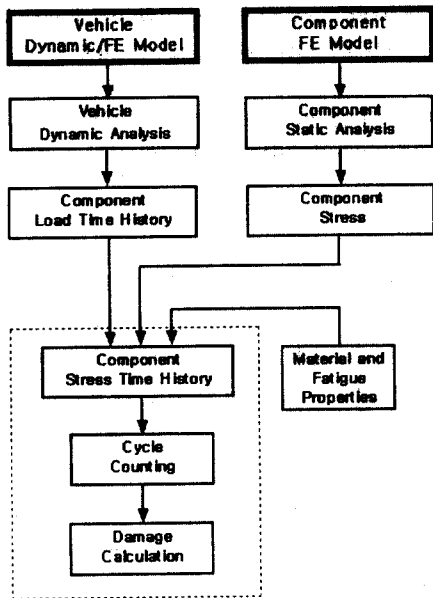 Vehicle
Dynamic/FE Model
Component
FE Model
Vehicle
Dynamic Analysis
Component
Static Analysis
Component
Load Time History
Component
Stress
Component
Stress Time History
Material and
Fatigue
Properties
Cycle
Counting
Damage
Calculation